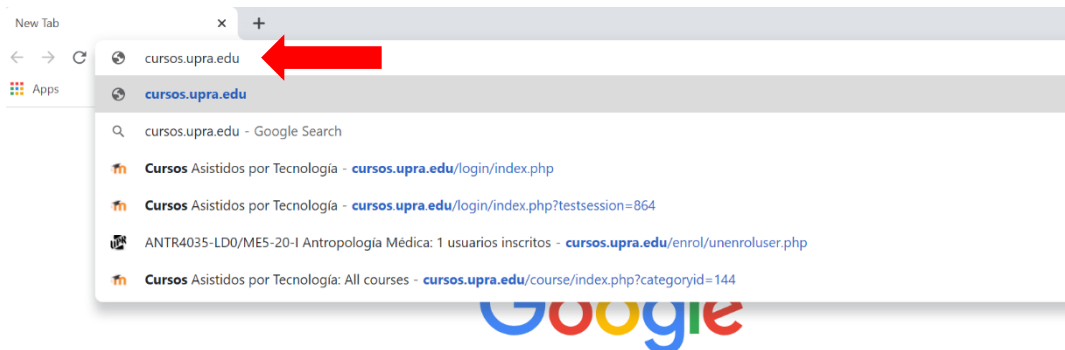 New Tab
cursos.upra.edu
Apps
cursos.upra.edu
cursos.upra.edu - Google Search
Cursos Asistidos por Tecnología - cursos.upra.edu/login/index.php
Cursos Asistidos por Tecnología - cursos.upra.edu/login/index.php?testsession=864
ANTR4035-LD0/ME5-20-I Antropología Médica: 1 usuarios inscritos - cursos.upra.edu/enrol/unenroluser.php
Cursos Asistidos por Tecnología: All courses - cursos.upra.edu/course/index.php?categoryid=144
Google